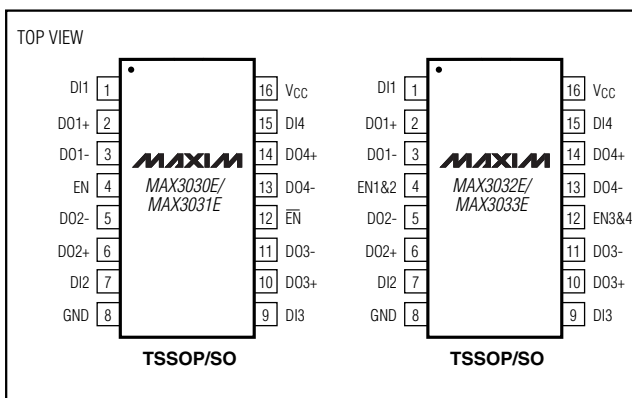 TOP VIEW
DI1 1
DO1+ 2
DO1- 3
EN 4
DO2- 5
DO2+ 6
DI2 7
GND 8
MAXIM
MAX3030E/
MAX3031E
16 VCC
15 DI4
14 DO4+
13 DO4-
12 E̅N̅
11 DO3-
10 DO3+
9 DI3
TSSOP/SO
DI1 1
DO1+ 2
DO1- 3
EN1&2 4
DO2- 5
DO2+ 6
DI2 7
GND 8
MAXIM
MAX3032E/
MAX3033E
16 VCC
15 DI4
14 DO4+
13 DO4-
12 EN3&4
11 DO3-
10 DO3+
9 DI3
TSSOP/SO